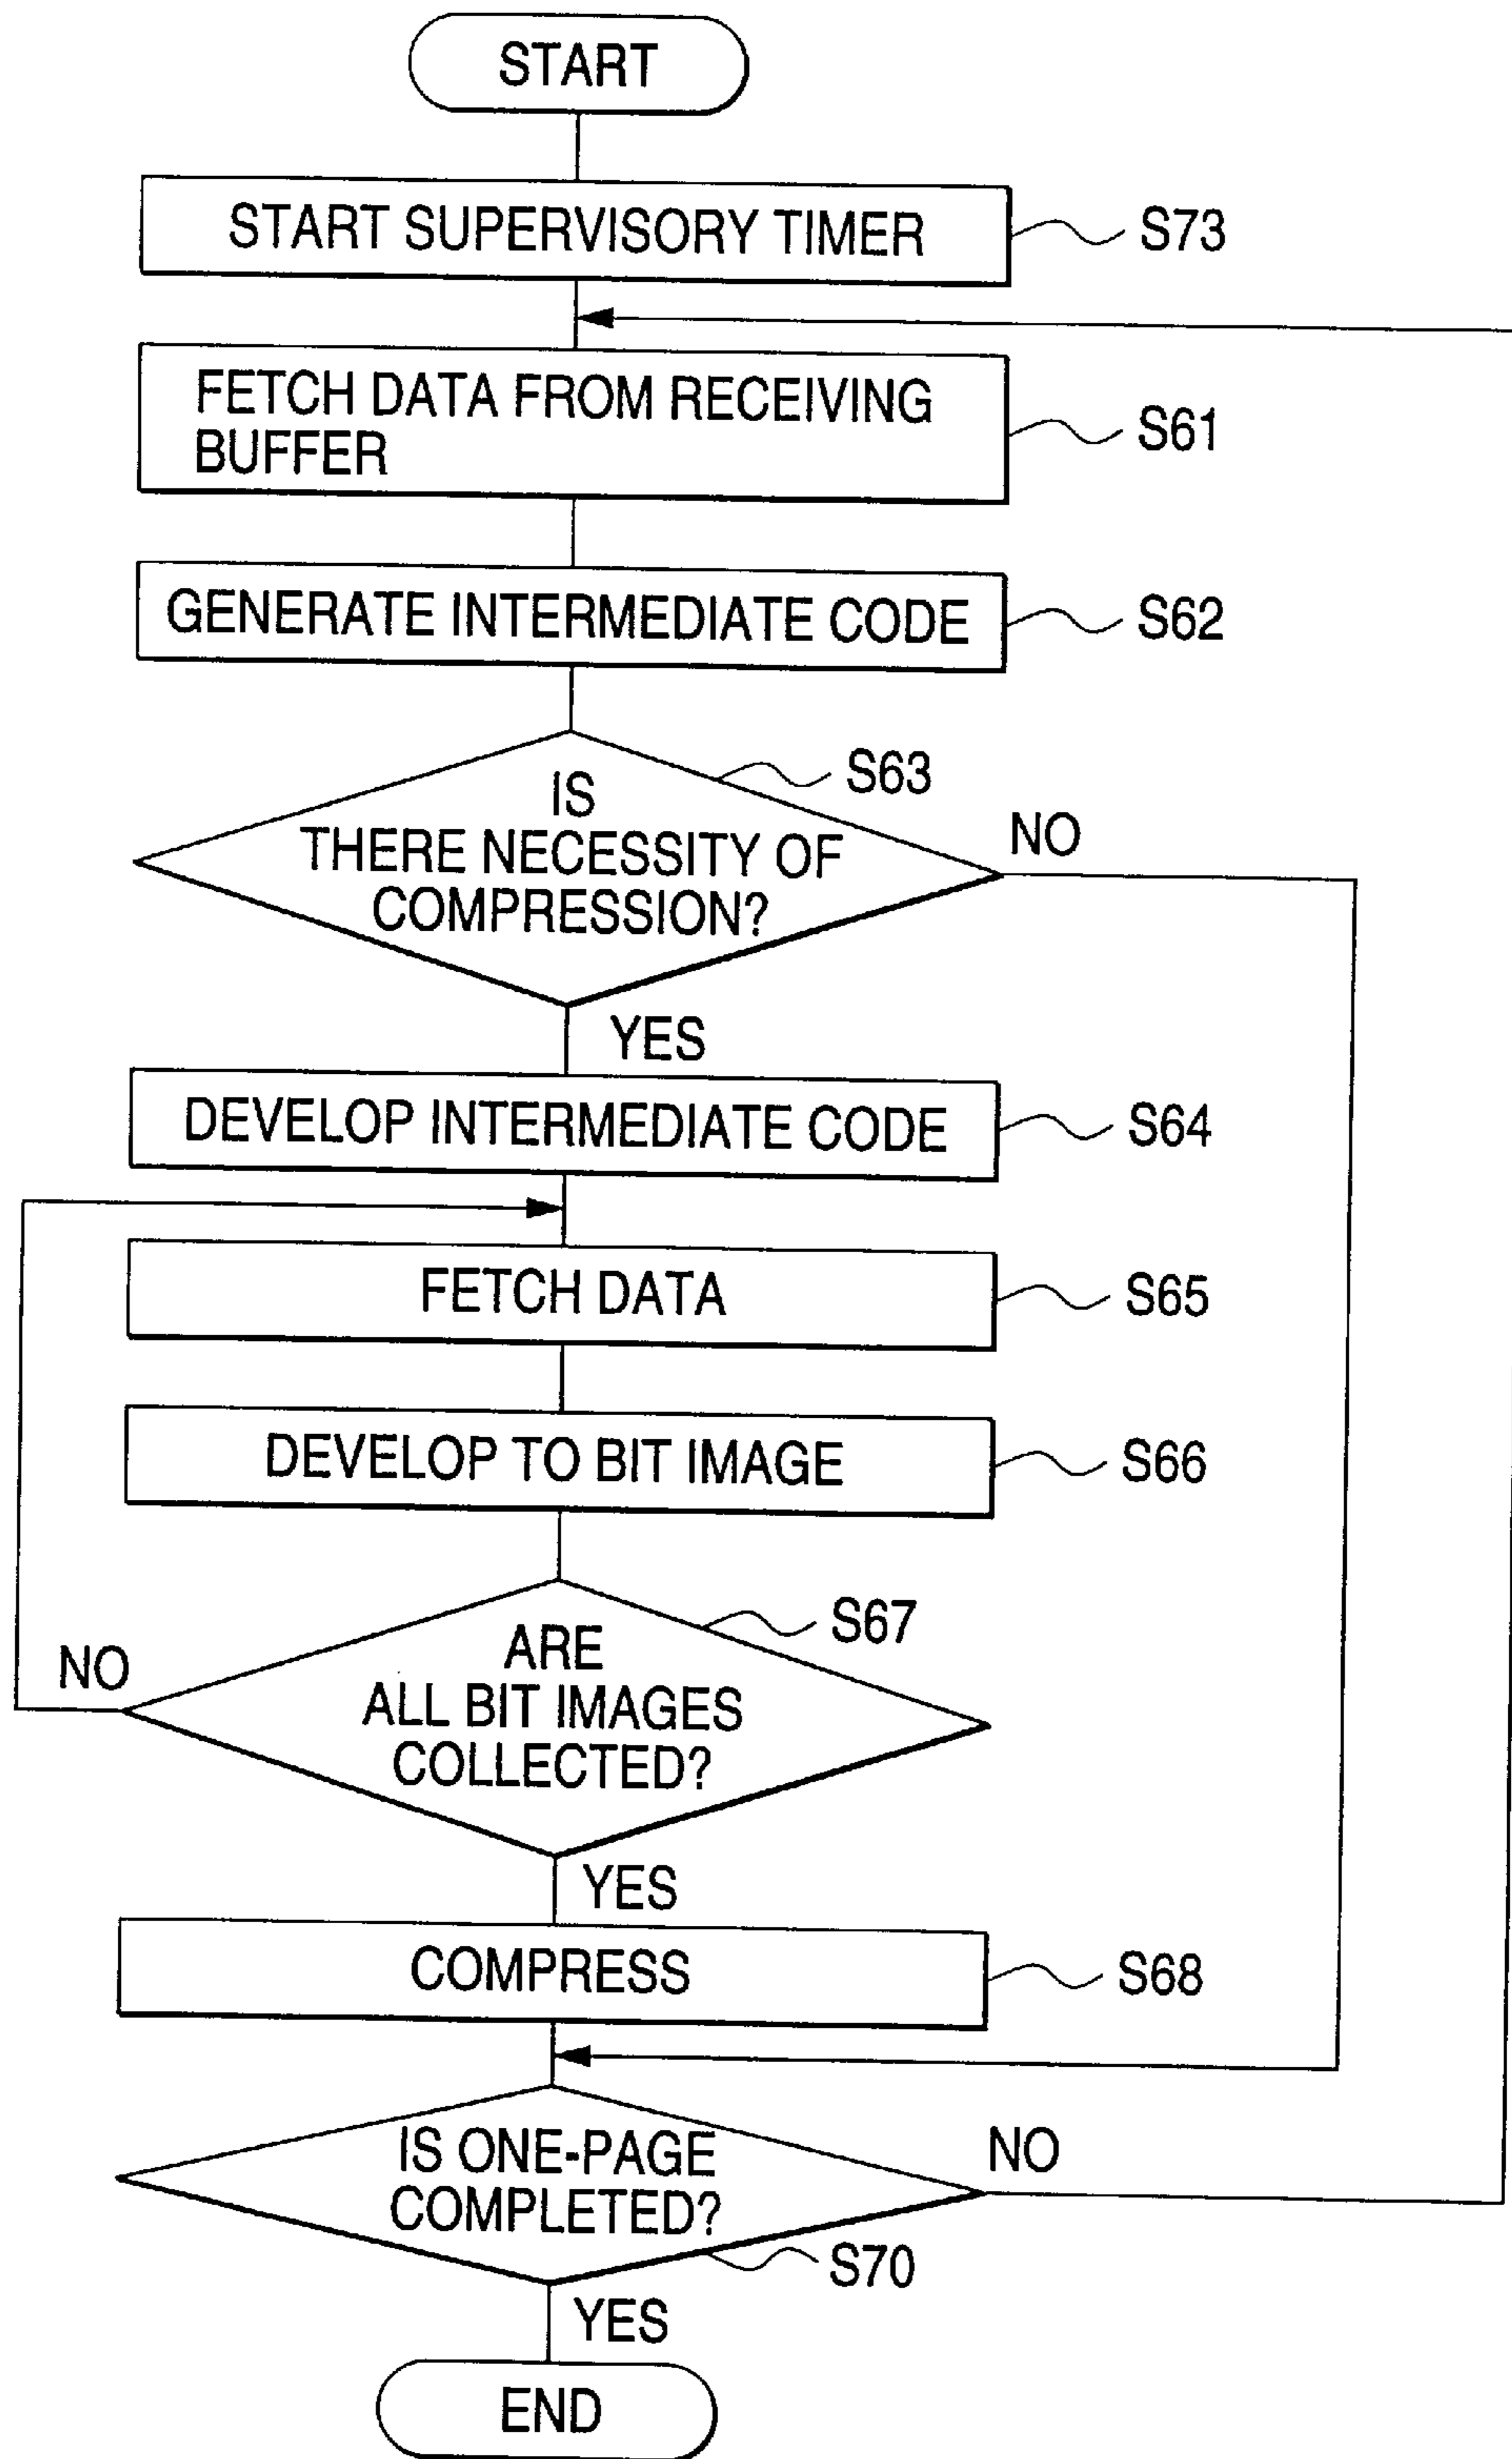 START
START SUPERVISORY TIMER
S73
FETCH DATA FROM RECEIVING
BUFFER
S61
GENERATE INTERMEDIATE CODE
S62
S63
IS
THERE NECESSITY OF
COMPRESSION?
NO
YES
DEVELOP INTERMEDIATE CODE
S64
FETCH DATA
S65
DEVELOP TO BIT IMAGE
S66
S67
ARE
ALL BIT IMAGES
COLLECTED?
NO
YES
COMPRESS
S68
IS ONE-PAGE
COMPLETED?
NO
S70
YES
END